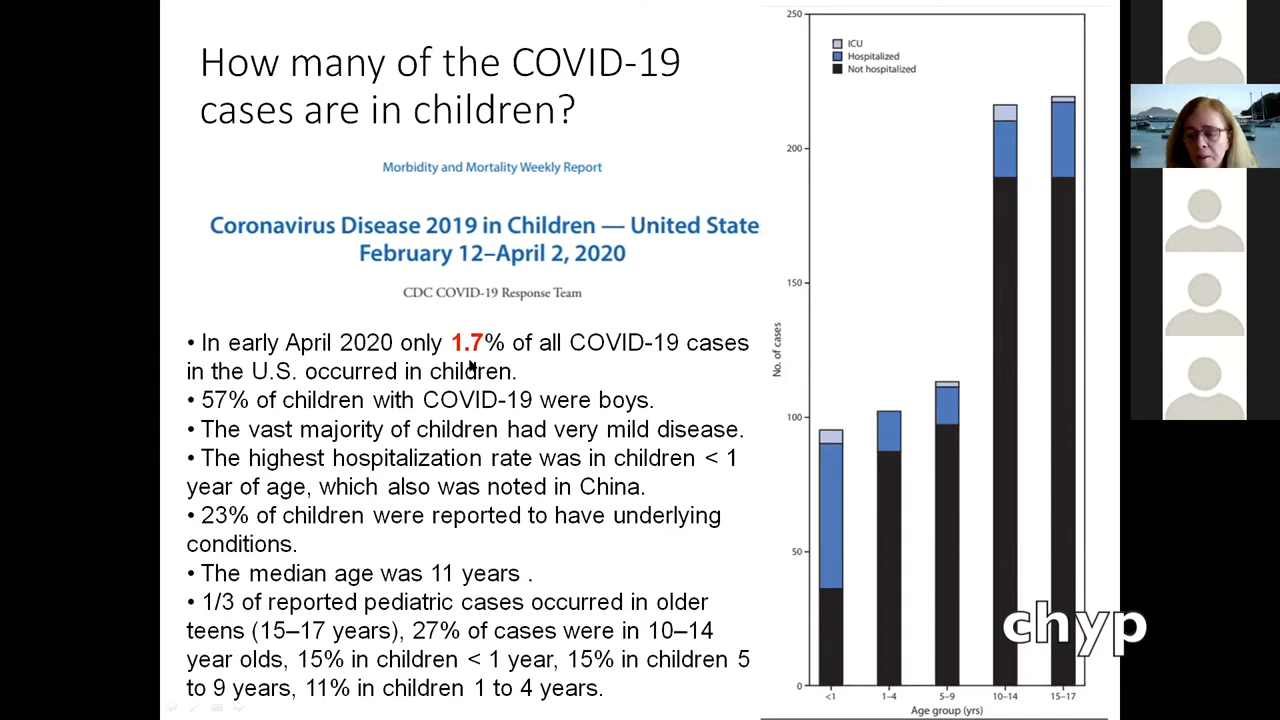 How many of the COVID-19
cases are in children?
Morbidity and Mortality Weekly Report
Coronavirus Disease 2019 in Children — United State
February 12–April 2, 2020
CDC COVID-19 Response Team
• In early April 2020 only 1.7% of all COVID-19 cases
in the U.S. occurred in children.
• 57% of children with COVID-19 were boys.
• The vast majority of children had very mild disease.
• The highest hospitalization rate was in children < 1
year of age, which also was noted in China.
• 23% of children were reported to have underlying
conditions.
• The median age was 11 years .
• 1/3 of reported pediatric cases occurred in older
teens (15–17 years), 27% of cases were in 10–14
year olds, 15% in children < 1 year, 15% in children 5
to 9 years, 11% in children 1 to 4 years.
250
200
150
100
50
0
No. of cases
ICU
Hospitalized
Not hospitalized
<1
1–4
5–9
10–14
15–17
Age group (yrs)
chyp